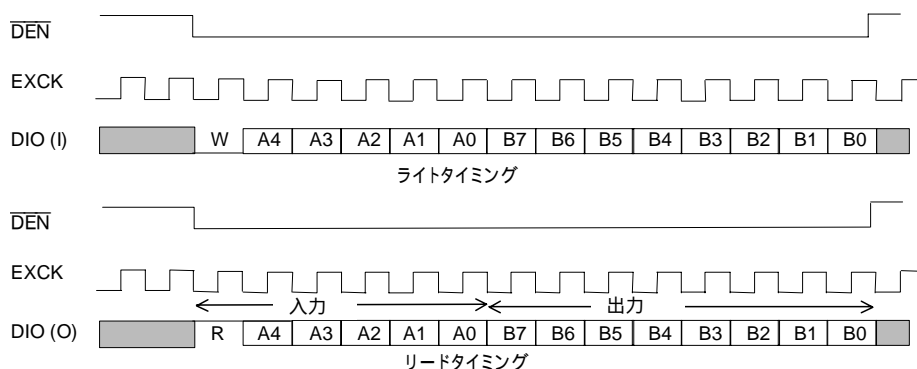 DEN
EXCK
DIO (I) W A4 A3 A2 A1 A0 B7 B6 B5 B4 B3 B2 B1 B0
ライトタイミング
DEN
EXCK
入力 出力
DIO (O) R A4 A3 A2 A1 A0 B7 B6 B5 B4 B3 B2 B1 B0
リードタイミング